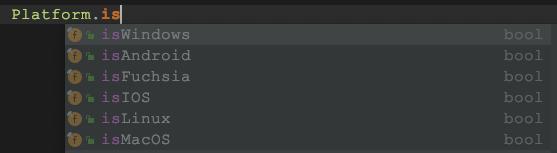 Platform.is
isWindows bool
isAndroid bool
isFuchsia bool
isIOS bool
isLinux bool
isMacOS bool